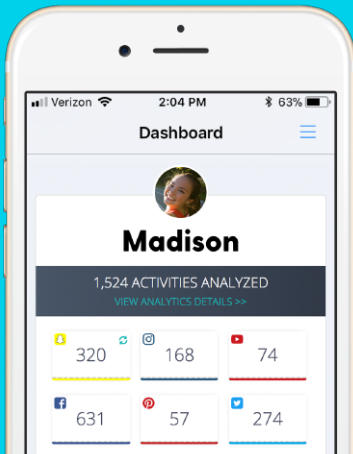 Verizon 2:04 PM 63%
Dashboard
Madison
1,524 ACTIVITIES ANALYZED
VIEW ANALYTICS DETAILS >>
320 168 74
631 57 274